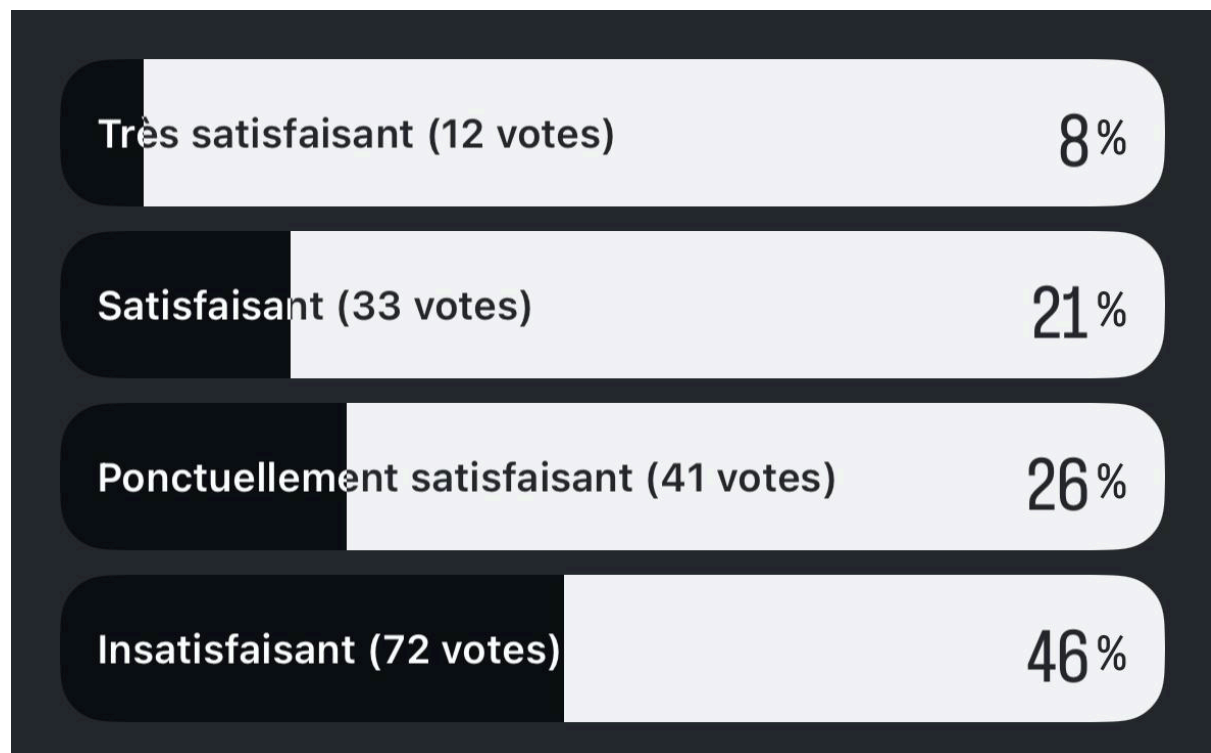 Très satisfaisant (12 votes) 8%
Satisfaisant (33 votes) 21%
Ponctuellement satisfaisant (41 votes) 26%
Insatisfaisant (72 votes) 46%